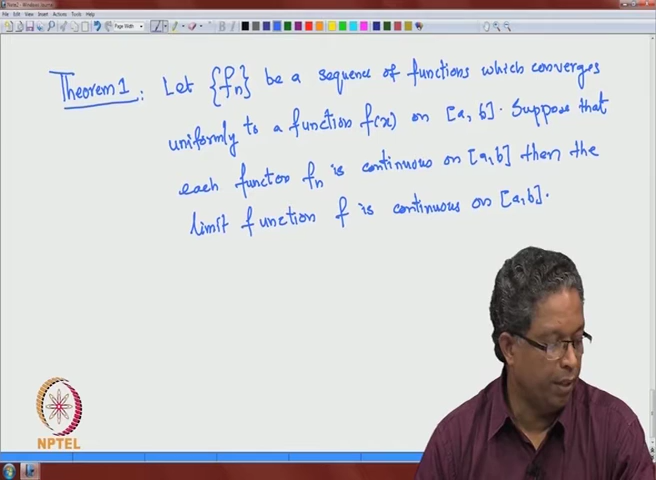 Theorem 1: Let {fn} be a sequence of functions which converges
uniformly to a function f(x) on [a, b]. Suppose that
each functon fn is continuous on [a,b] then the
limit function f is continuous on [a,b].
NPTEL